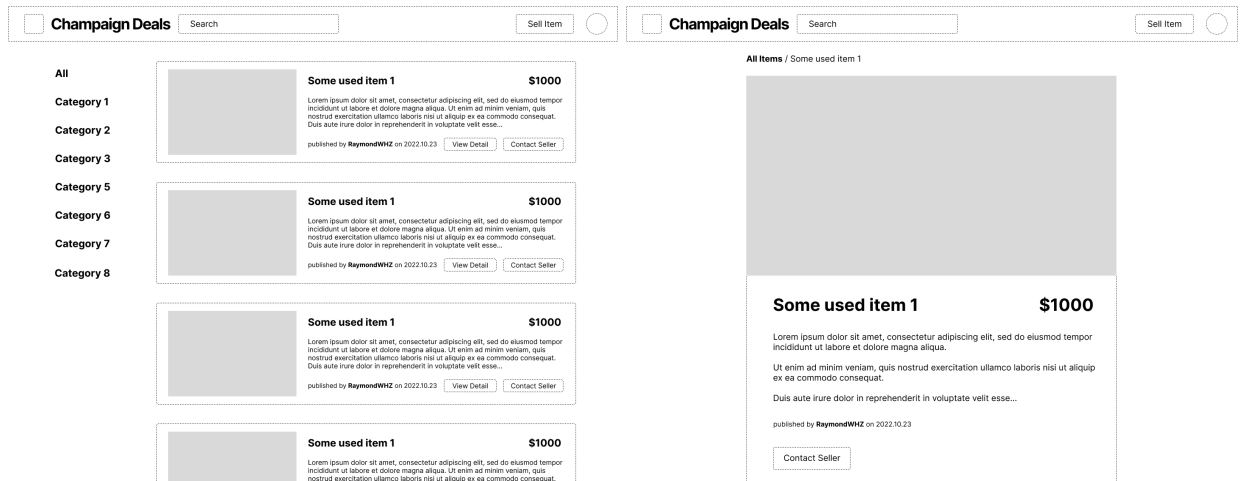 Champaign Deals
Search
Sell Item
All
Category 1
Category 2
Category 3
Category 5
Category 6
Category 7
Category 8
Some used item 1
$1000
Lorem ipsum dolor sit amet, consectetur adipiscing elit, sed do eiusmod tempor
incididunt ut labore et dolore magna aliqua. Ut enim ad minim veniam, quis
nostrud exercitation ullamco laboris nisi ut aliquip ex ea commodo consequat.
Duis aute irure dolor in reprehenderit in voluptate velit esse...
published by RaymondWHZ on 2022.10.23
View Detail
Contact Seller
Some used item 1
$1000
Lorem ipsum dolor sit amet, consectetur adipiscing elit, sed do eiusmod tempor
incididunt ut labore et dolore magna aliqua. Ut enim ad minim veniam, quis
nostrud exercitation ullamco laboris nisi ut aliquip ex ea commodo consequat.
Duis aute irure dolor in reprehenderit in voluptate velit esse...
published by RaymondWHZ on 2022.10.23
View Detail
Contact Seller
Some used item 1
$1000
Lorem ipsum dolor sit amet, consectetur adipiscing elit, sed do eiusmod tempor
incididunt ut labore et dolore magna aliqua. Ut enim ad minim veniam, quis
nostrud exercitation ullamco laboris nisi ut aliquip ex ea commodo consequat.
Duis aute irure dolor in reprehenderit in voluptate velit esse...
published by RaymondWHZ on 2022.10.23
View Detail
Contact Seller
Some used item 1
$1000
Lorem ipsum dolor sit amet, consectetur adipiscing elit, sed do eiusmod tempor
incididunt ut labore et dolore magna aliqua. Ut enim ad minim veniam, quis
nostrud exercitation ullamco laboris nisi ut aliquip ex ea commodo consequat.
Champaign Deals
Search
Sell Item
All Items / Some used item 1
Some used item 1
$1000
Lorem ipsum dolor sit amet, consectetur adipiscing elit, sed do eiusmod tempor
incididunt ut labore et dolore magna aliqua.
Ut enim ad minim veniam, quis nostrud exercitation ullamco laboris nisi ut aliquip
ex ea commodo consequat.
Duis aute irure dolor in reprehenderit in voluptate velit esse...
published by RaymondWHZ on 2022.10.23
Contact Seller